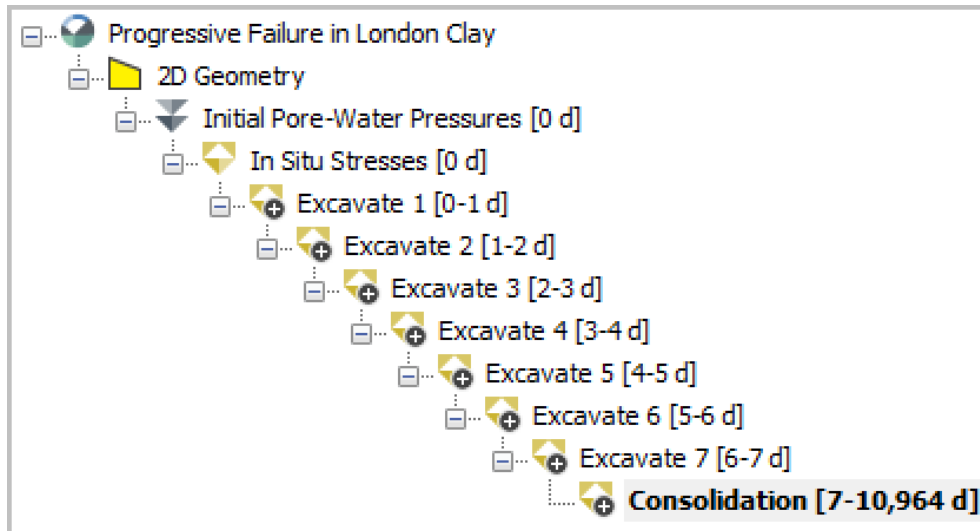 Progressive Failure in London Clay
2D Geometry
Initial Pore-Water Pressures [0 d]
In Situ Stresses [0 d]
Excavate 1 [0-1 d]
Excavate 2 [1-2 d]
Excavate 3 [2-3 d]
Excavate 4 [3-4 d]
Excavate 5 [4-5 d]
Excavate 6 [5-6 d]
Excavate 7 [6-7 d]
Consolidation [7-10,964 d]